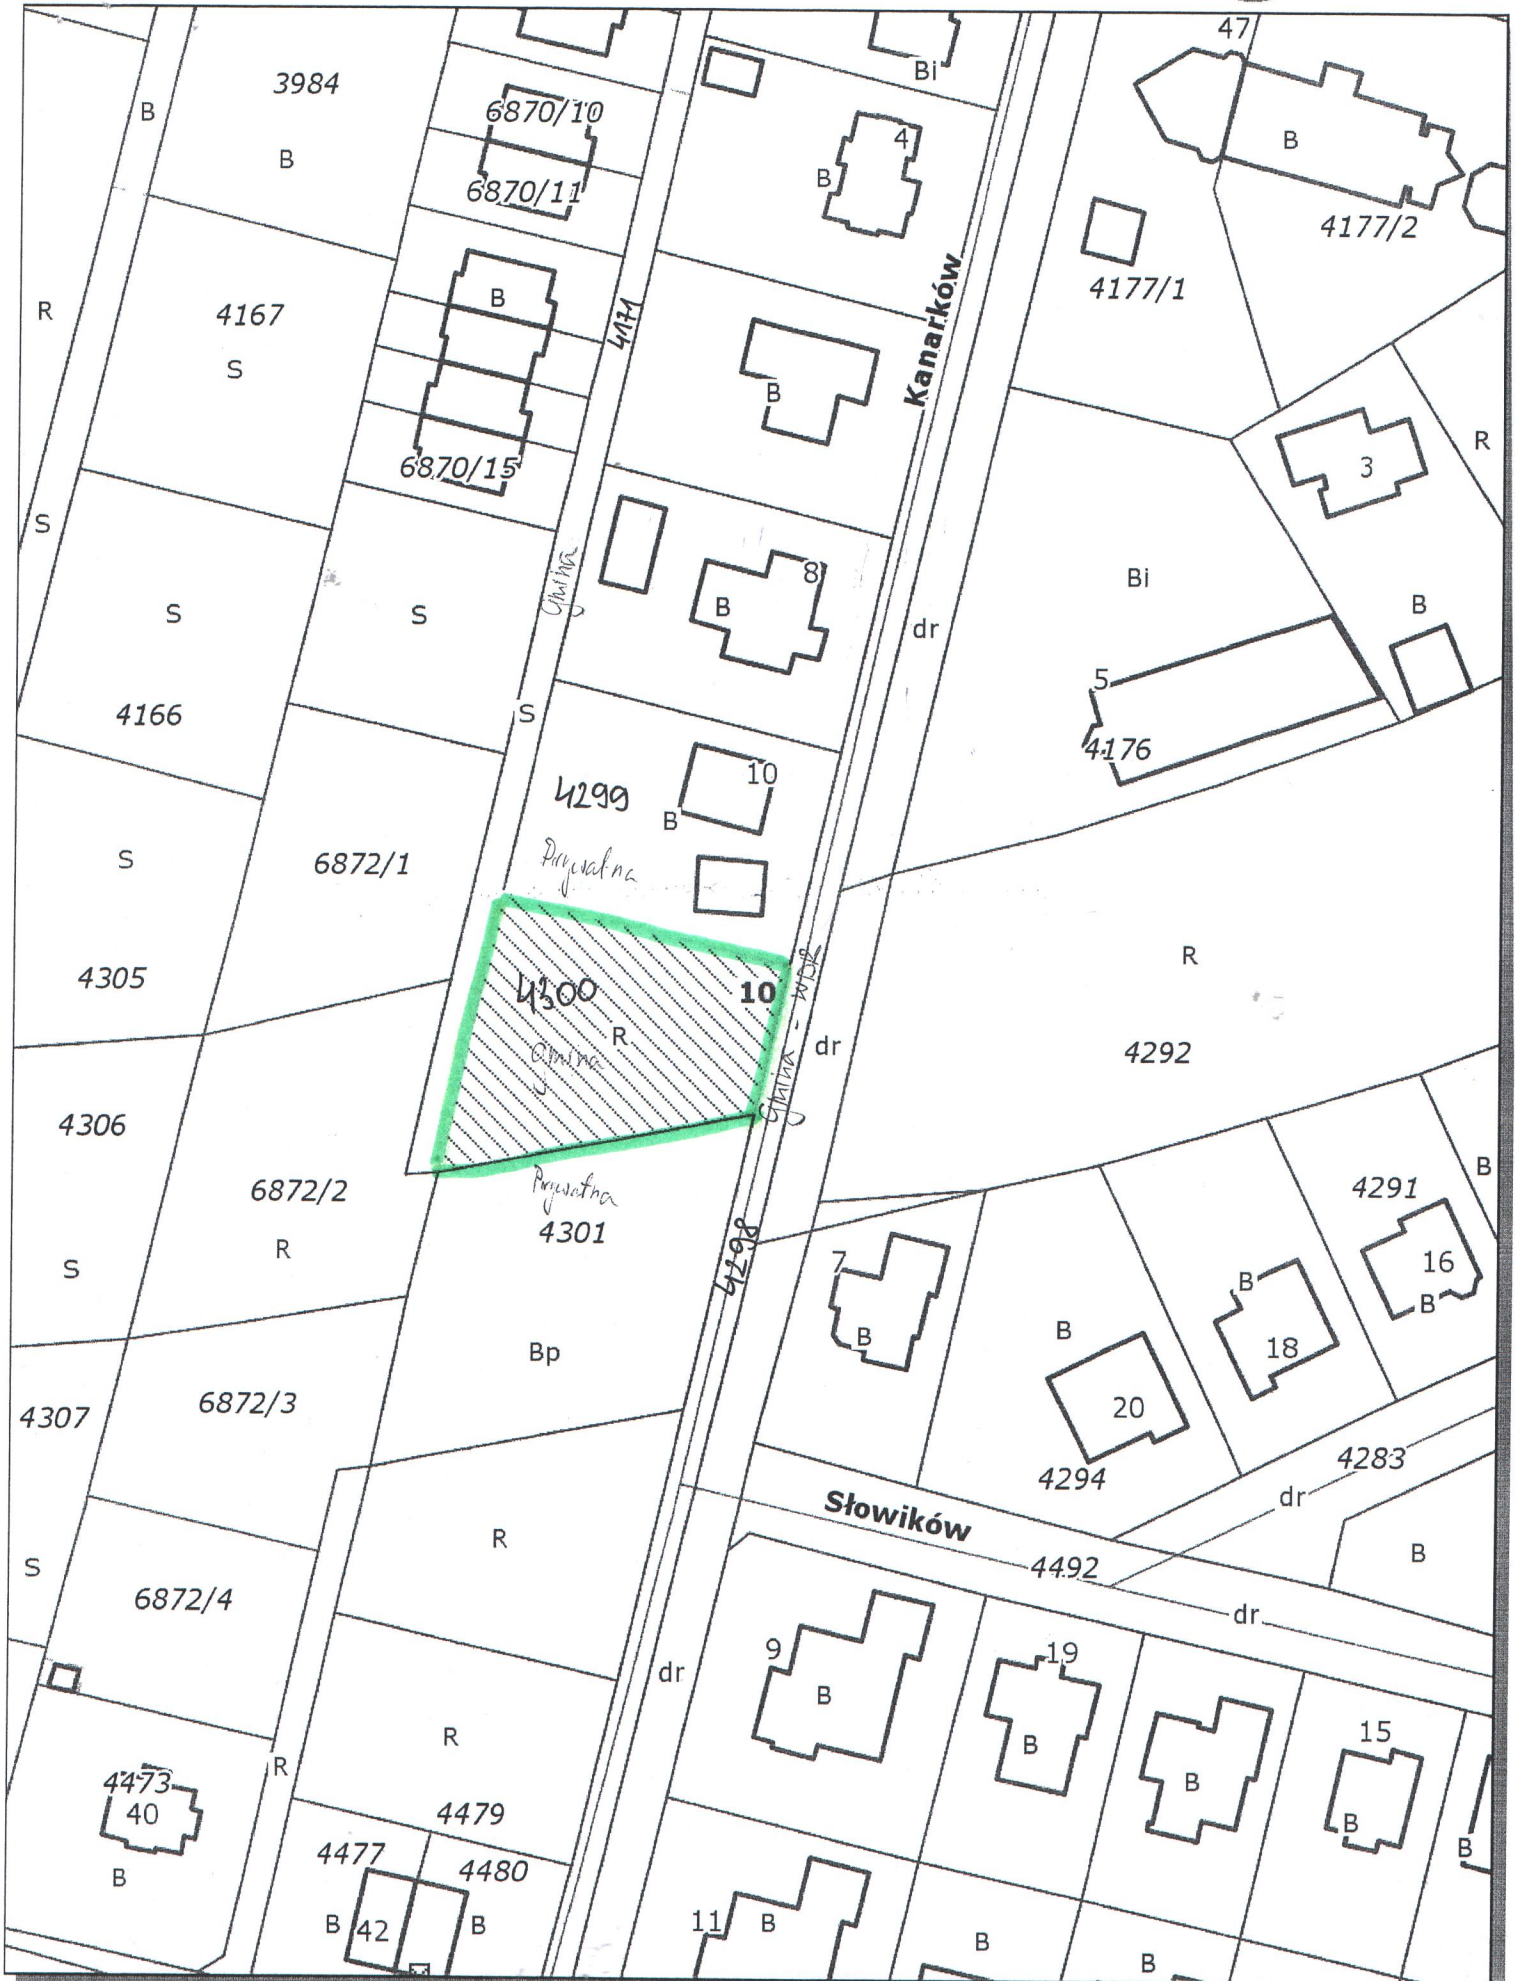 47
3984
Bi
6870/10
4
B
B
B
B
6870/11
4177/2
4177/1
R
4167
B
4171
Kanarków
S
B
3
R
6870/15
S
Gmina
8
Bi
S
S
B
B
dr
5
S
4166
4176
10
4299
B
S
6872/1
Prywatna
R
4305
4300
10
Gmina - WDR
R
dr
4292
Gmina
4306
6872/2
Prywatna
4291
B
4301
R
4298
S
7
16
B
B
B
B
18
Bp
6872/3
20
4307
4283
4294
dr
Słowików
R
B
S
4492
6872/4
dr
9
19
dr
B
R
15
B
R
B
4473
40
4479
B
B
4477
4480
B
B
42
B
11
B
B
B